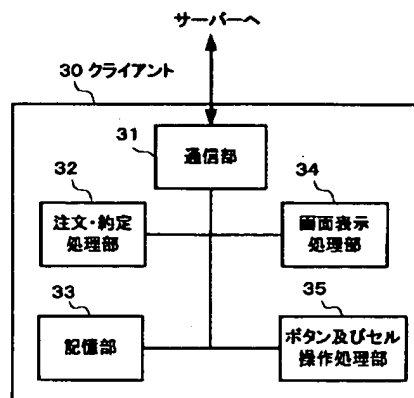 サーバーへ
30 クライアント
31
通信部
32
注文・約定
処理部
34
画面表示
処理部
33
記憶部
35
ボタン及びセル
操作処理部